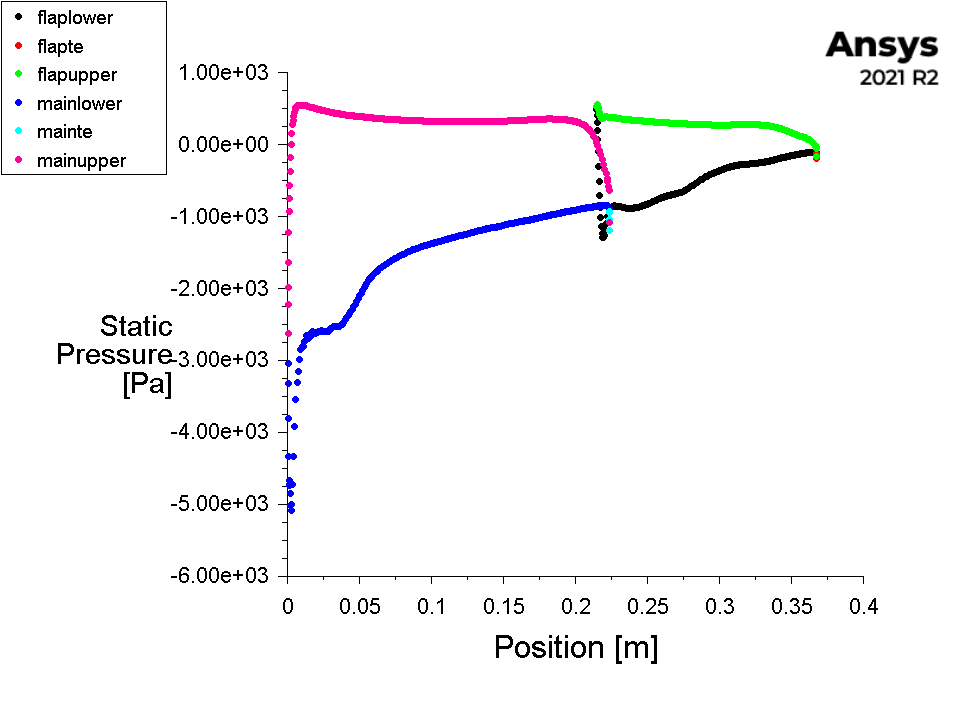 flaplower
flapte
flapupper
mainlower
mainte
mainupper
Ansys
2021 R2
1.00e+03
0.00e+00
-1.00e+03
-2.00e+03
-3.00e+03
-4.00e+03
-5.00e+03
-6.00e+03
Static
Pressure
[Pa]
0 0.05 0.1 0.15 0.2 0.25 0.3 0.35 0.4
Position [m]